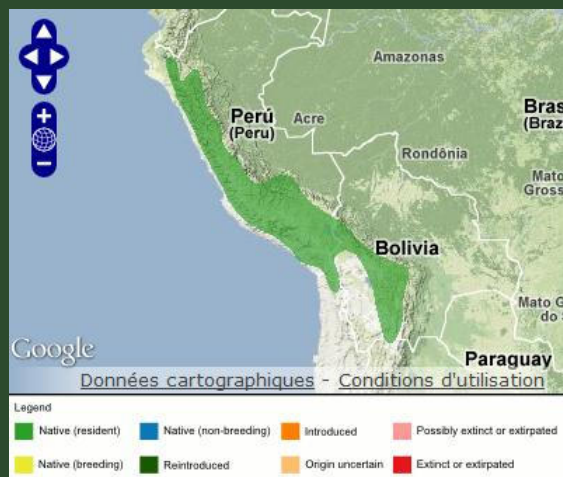 Amazonas
Perú
(Peru)
Acre
Bras
(Braz
Rondônia
Mato
Gross
Bolivia
Mato G
do S
Paraguay
Google
Données cartographiques - Conditions d'utilisation
Legend
Native (resident) Native (non-breeding) Introduced Possibly extinct or extirpated
Native (breeding) Reintroduced Origin uncertain Extinct or extirpated